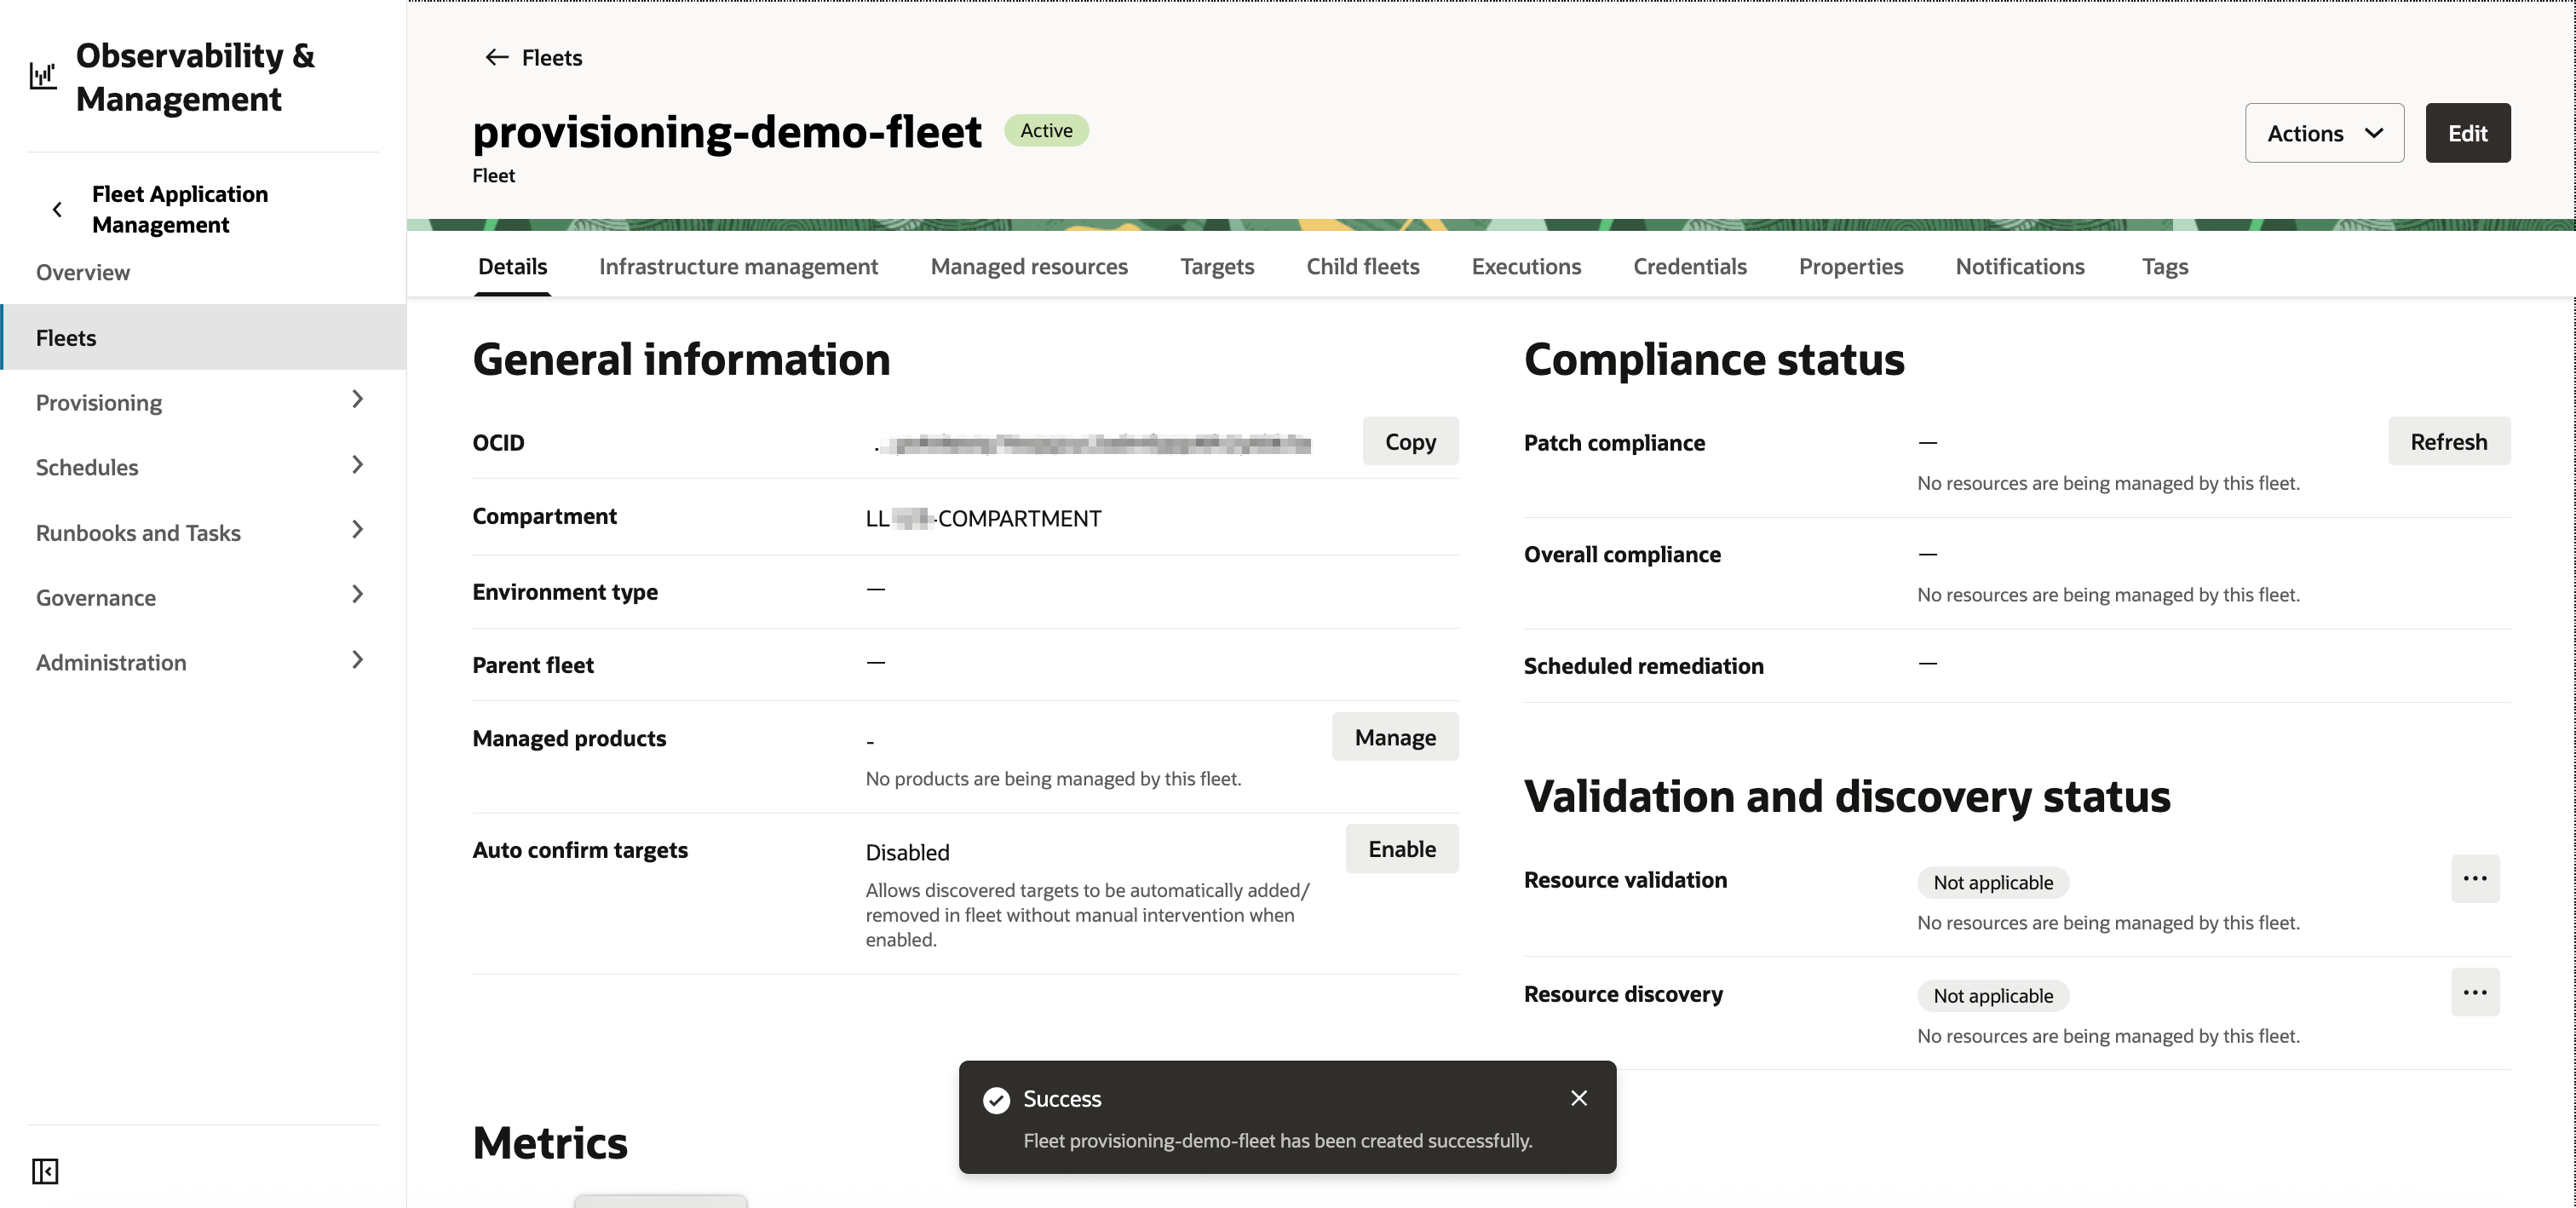 Observability &
Management
Fleet Application
Management
Overview
Fleets
Provisioning
Schedules
Runbooks and Tasks
Governance
Administration
Fleets
provisioning-demo-fleet
Active
Fleet
Actions
Edit
Details
Infrastructure management
Managed resources
Targets
Child fleets
Executions
Credentials
Properties
Notifications
Tags
General information
OCID
Copy
Compartment
LL -COMPARTMENT
Environment type
—
Parent fleet
—
Managed products
-
No products are being managed by this fleet.
Manage
Auto confirm targets
Disabled
Allows discovered targets to be automatically added/
removed in fleet without manual intervention when
enabled.
Enable
Compliance status
Patch compliance
—
No resources are being managed by this fleet.
Refresh
Overall compliance
—
No resources are being managed by this fleet.
Scheduled remediation
—
Validation and discovery status
Resource validation
Not applicable
No resources are being managed by this fleet.
Resource discovery
Not applicable
No resources are being managed by this fleet.
Metrics
Success
Fleet provisioning-demo-fleet has been created successfully.